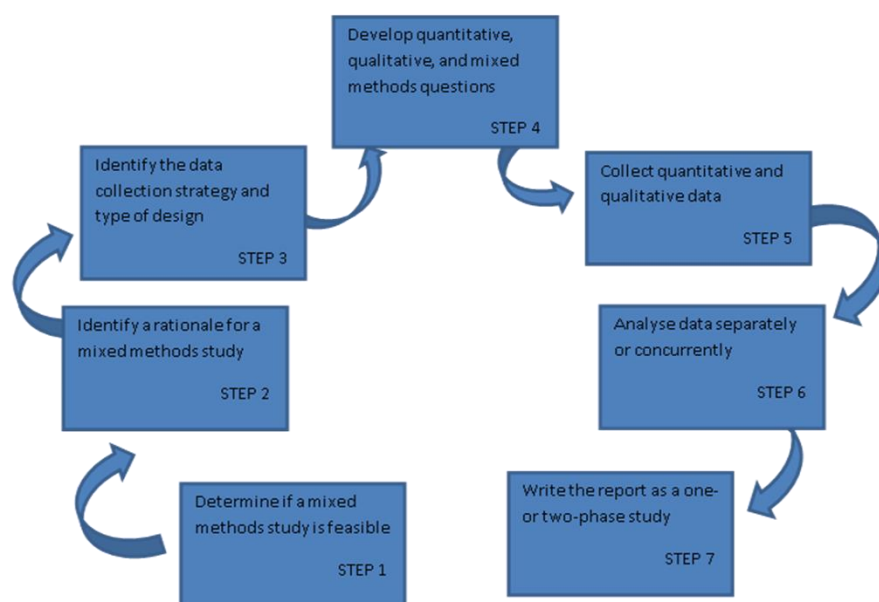 Determine if a mixed
methods study is feasible
STEP 1
Identify a rationale for a
mixed methods study
STEP 2
Identify the data
collection strategy and
type of design
STEP 3
Develop quantitative,
qualitative, and mixed
methods questions
STEP 4
Collect quantitative and
qualitative data
STEP 5
Analyse data separately
or concurrently
STEP 6
Write the report as a one-
or two-phase study
STEP 7